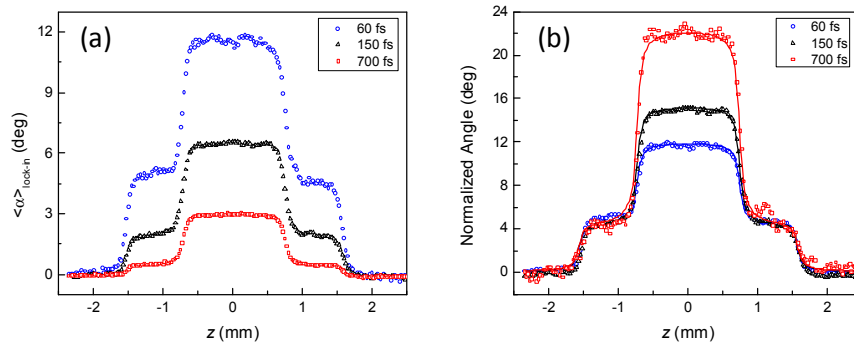 (a)
60 fs
150 fs
700 fs
<α>lock-in (deg)
12
9
6
3
0
-2
-1
0
1
2
z (mm)
(b)
60 fs
150 fs
700 fs
Normalized Angle (deg)
24
20
16
12
8
4
0
-2
-1
0
1
2
z (mm)